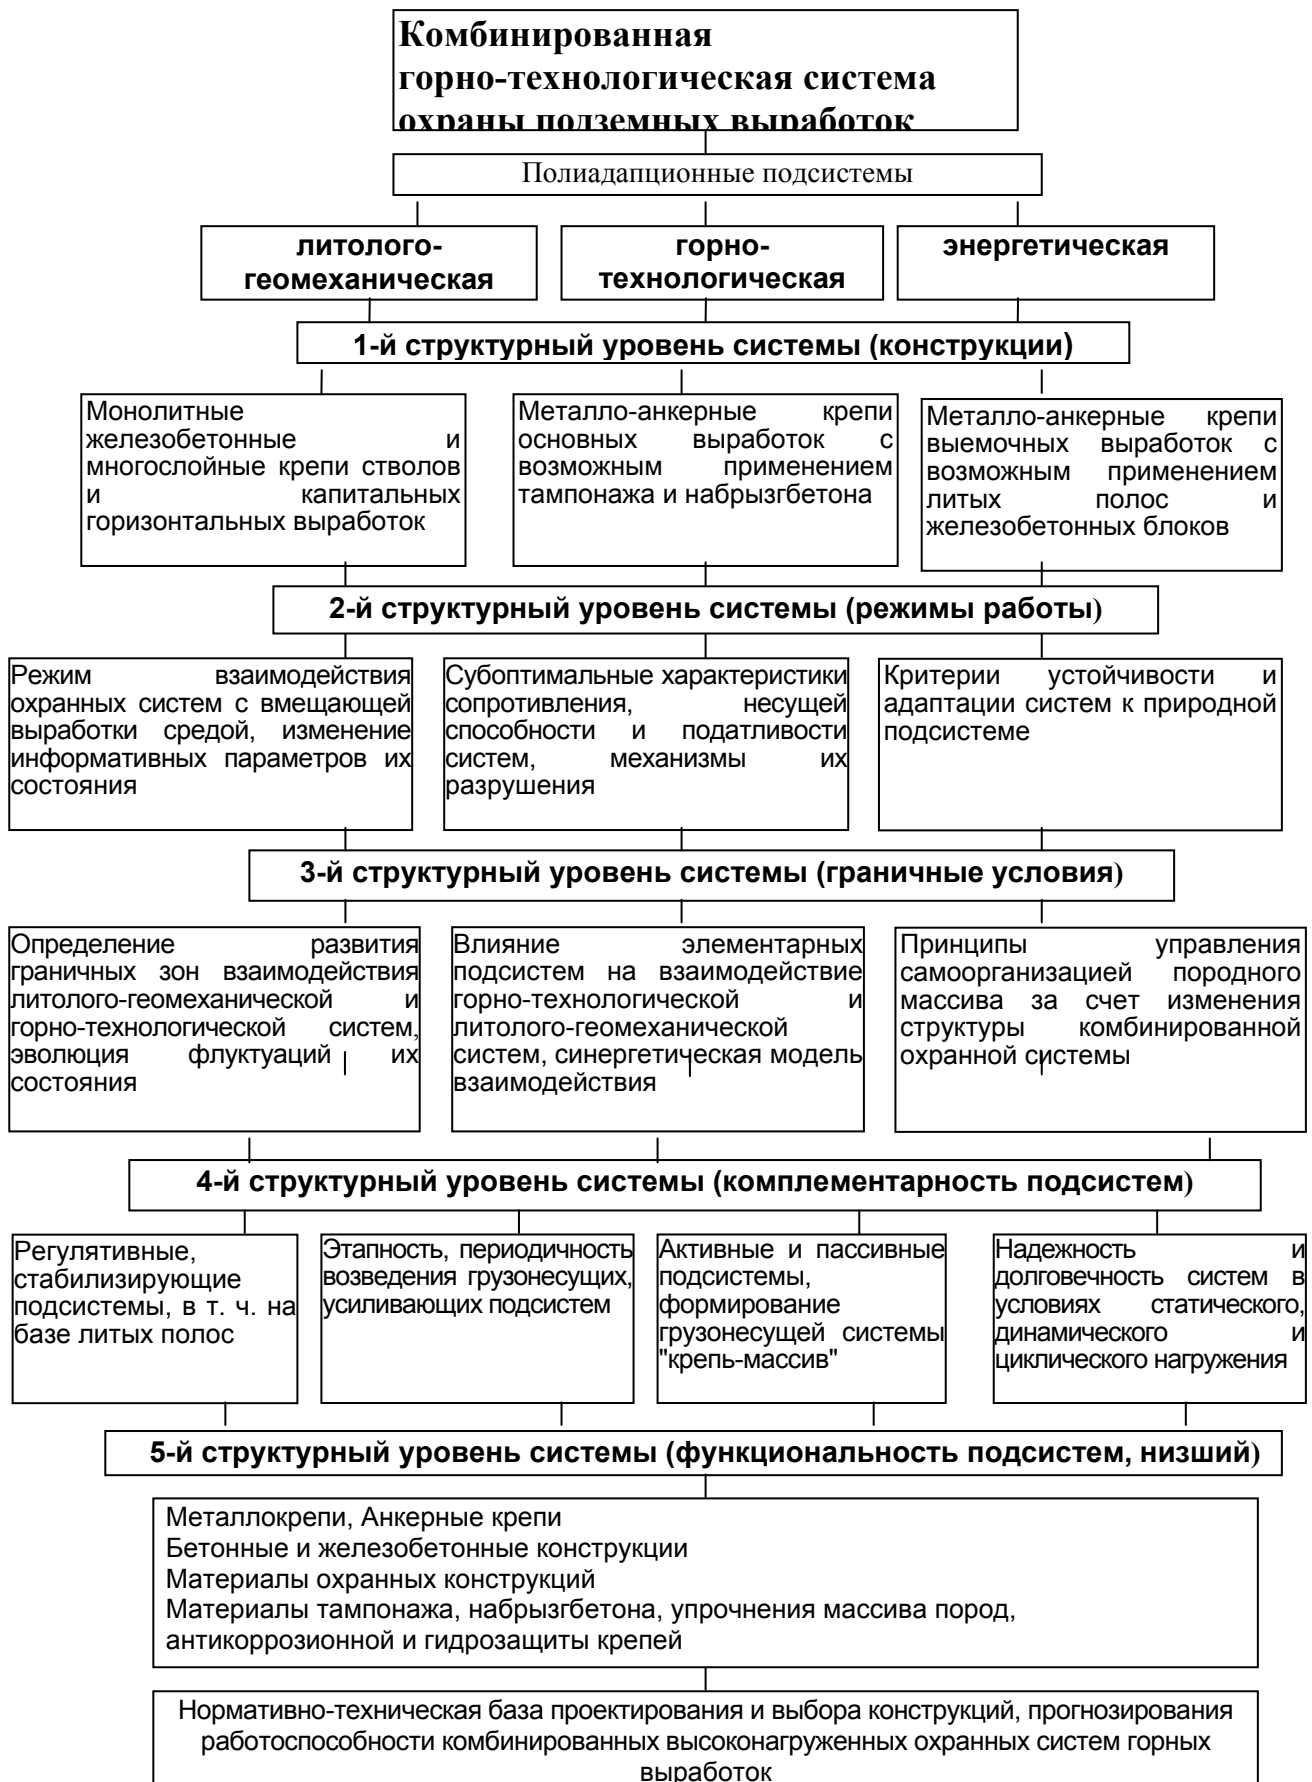 Комбинированная
горно-технологическая система
охраны подземных выработок
Полиадапционные подсистемы
литолого-
геомеханическая
горно-
технологическая
энергетическая
1-й структурный уровень системы (конструкции)
Монолитные
железобетонные и
многослойные крепи стволов
и капитальных
горизонтальных выработок
Металло-анкерные крепи
основных выработок с
возможным применением
тампонажа и набрызгбетона
Металло-анкерные крепи
выемочных выработок с
возможным применением
литых полос и
железобетонных блоков
2-й структурный уровень системы (режимы работы)
Режим взаимодействия
охранных систем с вмещающей
выработки средой, изменение
информативных параметров их
состояния
Субоптимальные характеристики
сопротивления, несущей
способности и податливости
систем, механизмы их
разрушения
Критерии устойчивости и
адаптации систем к природной
подсистеме
3-й структурный уровень системы (граничные условия)
Определение развития
граничных зон взаимодействия
литолого-геомеханической и
горно-технологической систем,
эволюция флуктуаций их
состояния
Влияние элементарных
подсистем на взаимодействие
горно-технологической и
литолого-геомеханической
систем, синергетическая модель
взаимодействия
Принципы управления
самоорганизацией породного
массива за счет изменения
структуры комбинированной
охранной системы
4-й структурный уровень системы (комплементарность подсистем)
Регулятивные,
стабилизирующие
подсистемы, в т. ч. на
базе литых полос
Этапность, периодичность
возведения грузонесущих,
усиливающих подсистем
Активные и пассивные
подсистемы,
формирование
грузонесущей системы
"крепь-массив"
Надежность и
долговечность систем в
условиях статического,
динамического и
циклического нагружения
5-й структурный уровень системы (функциональность подсистем, низший)
Металлокрепи, Анкерные крепи
Бетонные и железобетонные конструкции
Материалы охранных конструкций
Материалы тампонажа, набрызгбетона, упрочнения массива пород,
антикоррозионной и гидрозащиты крепей
Нормативно-техническая база проектирования и выбора конструкций, прогнозирования
работоспособности комбинированных высоконагруженных охранных систем горных
выработок